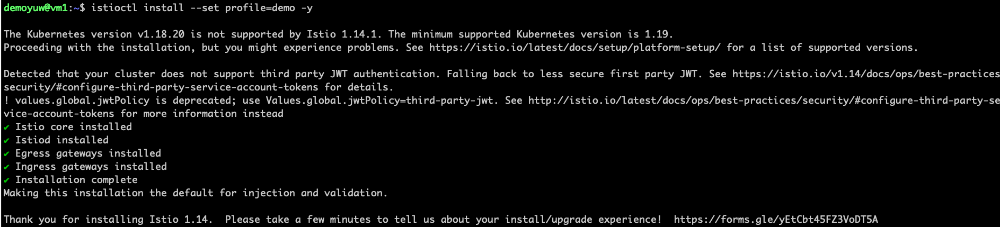 demoyuw@vm1:~$ istioctl install --set profile=demo -y
The Kubernetes version v1.18.20 is not supported by Istio 1.14.1. The minimum supported Kubernetes version is 1.19.
Proceeding with the installation, but you might experience problems. See https://istio.io/latest/docs/setup/platform-setup/ for a list of supported versions.
Detected that your cluster does not support third party JWT authentication. Falling back to less secure first party JWT. See https://istio.io/v1.14/docs/ops/best-practices
security/#configure-third-party-service-account-tokens for details.
! values.global.jwtPolicy is deprecated; use Values.global.jwtPolicy=third-party-jwt. See http://istio.io/latest/docs/ops/best-practices/security/#configure-third-party-se
vice-account-tokens for more information instead
✔ Istio core installed
✔ Istiod installed
✔ Egress gateways installed
✔ Ingress gateways installed
✔ Installation complete
Making this installation the default for injection and validation.
Thank you for installing Istio 1.14.  Please take a few minutes to tell us about your install/upgrade experience!  https://forms.gle/yEtCbt45FZ3VoDT5A